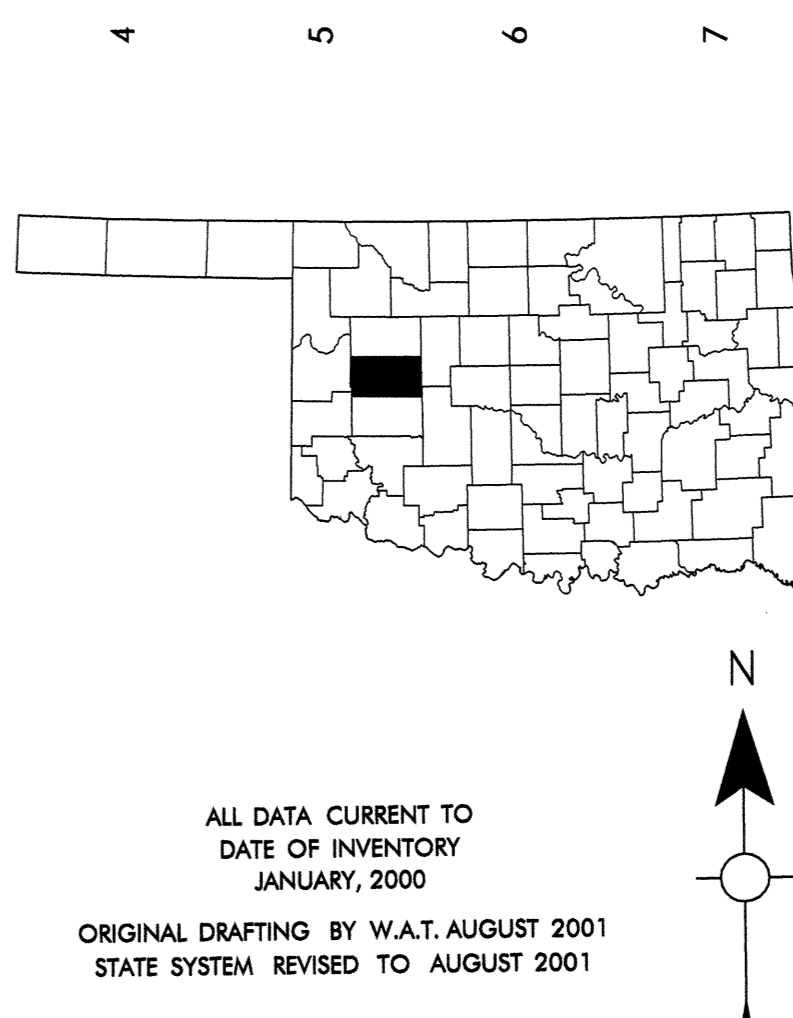 4 5 6 7
N
ALL DATA CURRENT TO
DATE OF INVENTORY
JANUARY, 2000
ORIGINAL DRAFTING BY W.A.T. AUGUST 2001
STATE SYSTEM REVISED TO AUGUST 2001